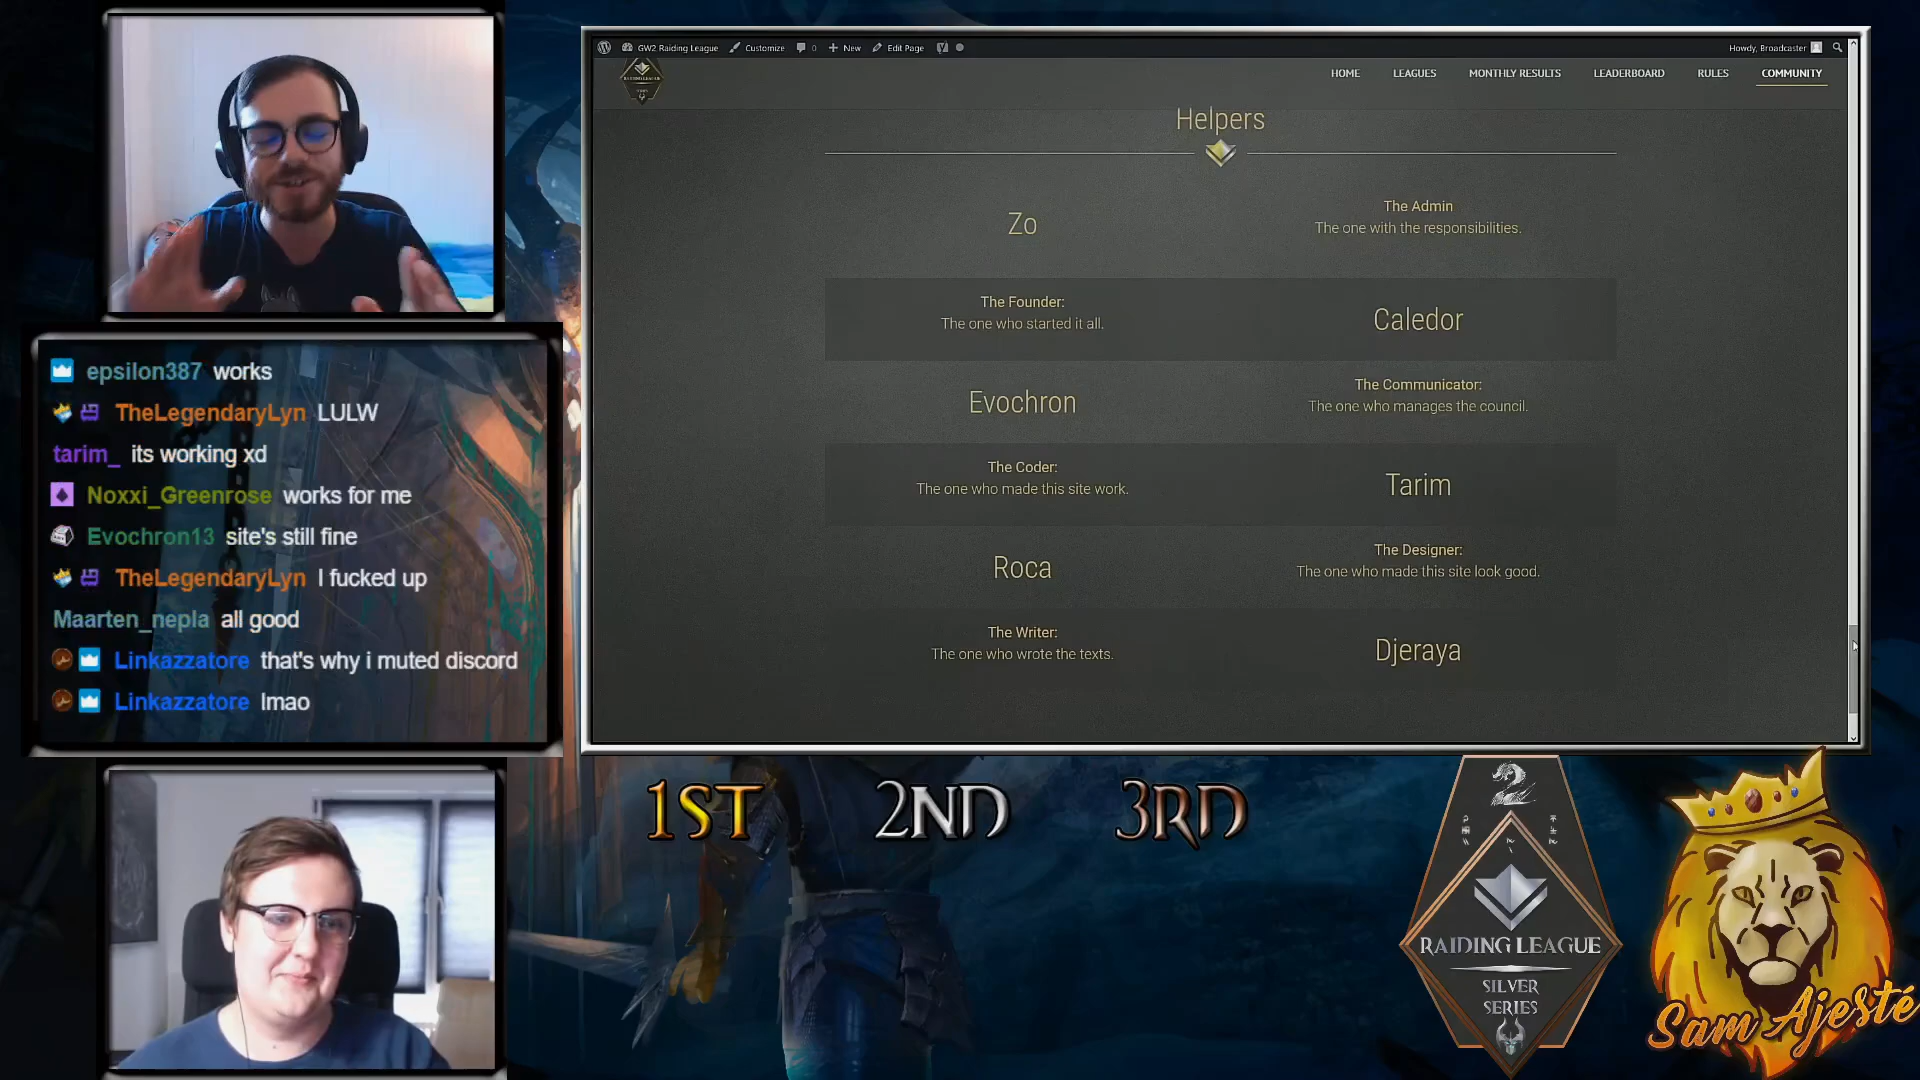 GW2 Raiding League Customize 0 New Edit Page
Howdy, Broadcaster
HOME LEAGUES MONTHLY RESULTS LEADERBOARD RULES COMMUNITY
Helpers
Zo
The Admin
The one with the responsibilities.
The Founder:
The one who started it all.
Caledor
Evochron
The Communicator:
The one who manages the council.
The Coder:
The one who made this site work.
Tarim
Roca
The Designer:
The one who made this site look good.
The Writer:
The one who wrote the texts.
Djeraya
epsilon387 works
TheLegendaryLyn LULW
tarim_ its working xd
Noxxi_Greenrose works for me
Evochron13 site's still fine
TheLegendaryLyn I fucked up
Maarten_nepla all good
Linkazzatore that's why i muted discord
Linkazzatore lmao
1ST 2ND 3RD
RAIDING LEAGUE
SILVER
SERIES
Sam Ajesté